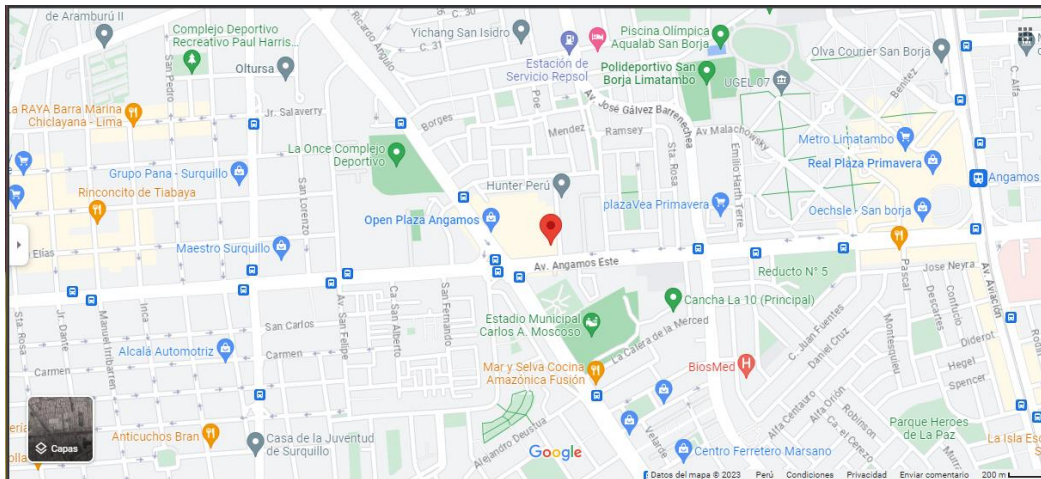 de Aramburú II
Complejo Deportivo
Recreativo Paul Harris...
Oltursa
San Pedro
Jr. Salaverry
C. Ricardo Angulo
Yichang San Isidro
C. 30
C. 31
Estación de
Servicio Repsol
Piscina Olímpica
Aqualab San Borja
Polideportivo San
Borja Limatambo
UGEL 07
Olva Courier San Borja
Benitez
C. Alfa
La RAYA Barra Marina
Chiclayana - Lima
Borges
Poe
Av. José Gálvez Barrenechea
Mendez
Ramsey
Av Malachowsky
Sta. Rosa
Emilio Harth Terre
Metro Limatambo
Real Plaza Primavera
Angamos
La Once Complejo
Deportivo
Grupo Pana - Surquillo
Rinconcito de Tiabaya
San Lorenzo
Hunter Perú
Open Plaza Angamos
plazaVea Primavera
Oechsle - San borja
Elías
Maestro Surquillo
Av. Angamos Este
Reducto N° 5
Pascal
Jose Neyra
Confucio
Descartes
Av. Aviación
Sta. Rosa
Jr. Dante
Manuel Irribarren
Inca
Av. San Felipe
Ca. San Alberto
San Fernando
San Carlos
Carmen
Carmen
Alcalá Automotriz
Estadio Municipal
Carlos A. Moscoso
Cancha La 10 (Principal)
La Calera de la Merced
C. Juan Fuentes
Daniel Cruz
Montesquieu
Diderot
Hegel
Spencer
Mar y Selva Cocina
Amazónica Fusión
BiosMed
Alfa Centauro
Alfa Orión
Robinson
Ca. el Cerezo
Parque Heroes
de La Paz
Capas
Anticuchos Bran
Casa de la Juventud
de Surquillo
Alejandro Deustua
Velarde
Centro Ferretero Marsano
La Isla Esc
Google
Datos del mapa © 2023 Perú Condiciones Privacidad Enviar comentario 200 m